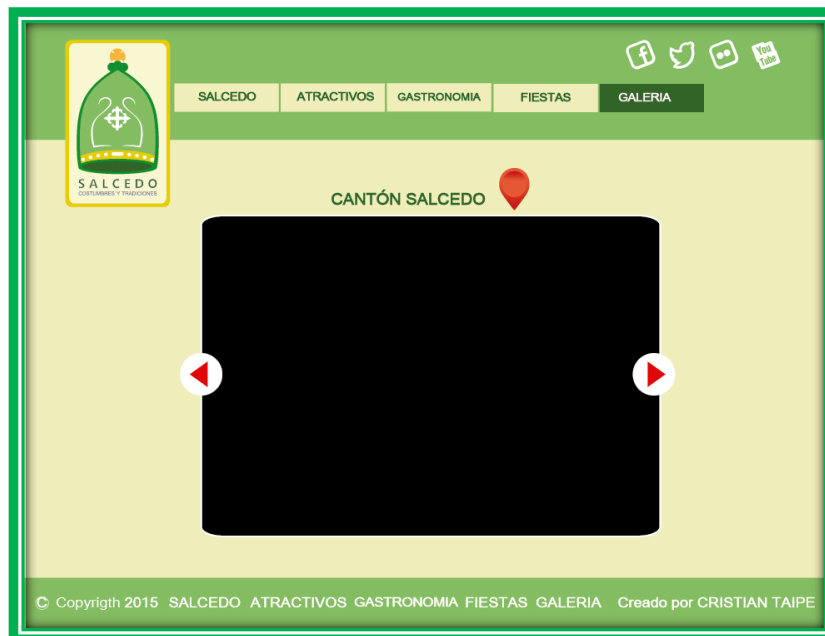 You
Tube
SALCEDO ATRACTIVOS GASTRONOMIA FIESTAS GALERIA
SALCEDO
COSTUMBRES Y TRADICIONES
CANTÓN SALCEDO
© Copyrigth 2015 SALCEDO ATRACTIVOS GASTRONOMIA FIESTAS GALERIA Creado por CRISTIAN TAIPE